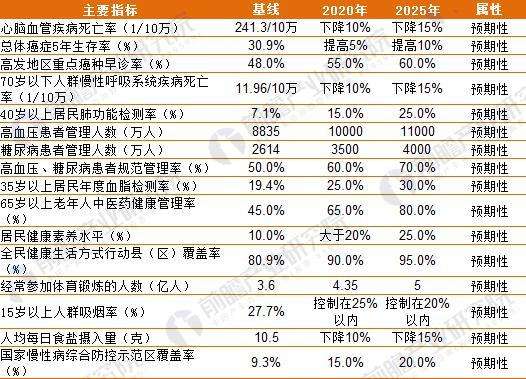 主要指标 基线 2020年 2025年 属性
心脑血管疾病死亡率（1/10万） 241.3/10万 下降10% 下降15% 预期性
总体癌症5年生存率（%） 30.9% 提高5% 提高10% 预期性
高发地区重点癌种早诊率（%） 48.0% 55.0% 60.0% 预期性
70岁以下人群慢性呼吸系统疾病死亡
率（1/10万） 11.96/10万 下降10% 下降15% 预期性
40岁以上居民肺功能检测率（%） 7.1% 15.0% 25.0% 预期性
高血压患者管理人数（万人） 8835 10000 11000 预期性
糖尿病患者管理人数（万人） 2614 3500 4000 预期性
高血压、糖尿病患者规范管理率（%） 50.0% 60.0% 70.0% 预期性
35岁以上居民年度血脂检测率（%） 19.4% 25.0% 30.0% 预期性
65岁以上老年人中医药健康管理率
（%） 45.0% 65.0% 80.0% 预期性
居民健康素养水平（%） 10.0% 大于20% 25.0% 预期性
全民健康生活方式行动县（区）覆盖率
（%） 80.9% 90.0% 95.0% 预期性
经常参加体育锻炼的人数（亿人） 3.6 4.35 5 预期性
15岁以上人群吸烟率（%） 27.7% 控制在25% 控制在20% 预期性
以内 以内
人均每日食盐摄入量（克） 10.5 下降10% 下降15% 预期性
国家慢性病综合防控示范区覆盖率
（%） 9.3% 15.0% 20.0% 预期性
前瞻产业研究院